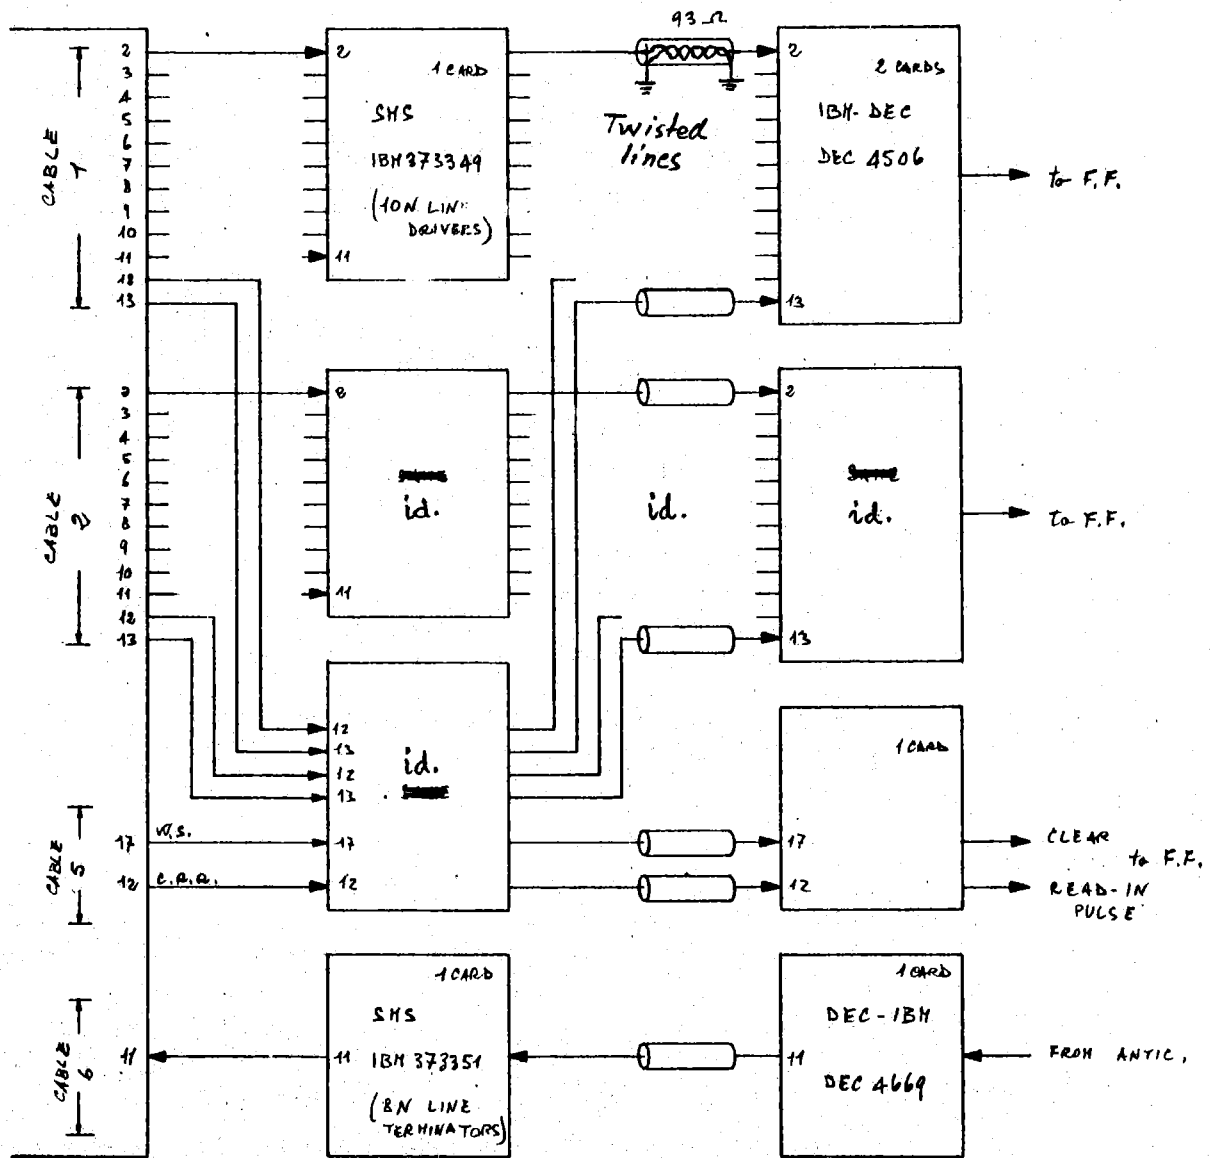 93 Ω
CABLE 1
2
3
4
5
6
7
8
9
10
11
12
13
2
1 CARD
SMS
IBM 373349
(10N LINE
DRIVERS)
11
Twisted
lines
2
2 CARDS
IBM-DEC
DEC 4506
13
to F.F.
CABLE 2
2
3
4
5
6
7
8
9
10
11
12
13
2
id.
11
id.
2
id.
13
to F.F.
12
13
12
13
id.
17
12
CABLE 5
17 W.S.
12 C.R.Q.
1 CARD
17
12
CLEAR
to F.F.
READ-IN
PULSE
CABLE 6
11
1 CARD
SMS
11 IBM 373351
(8N LINE
TERMINATORS)
1 CARD
DEC-IBM
11
DEC 4669
FROM ANTIC.